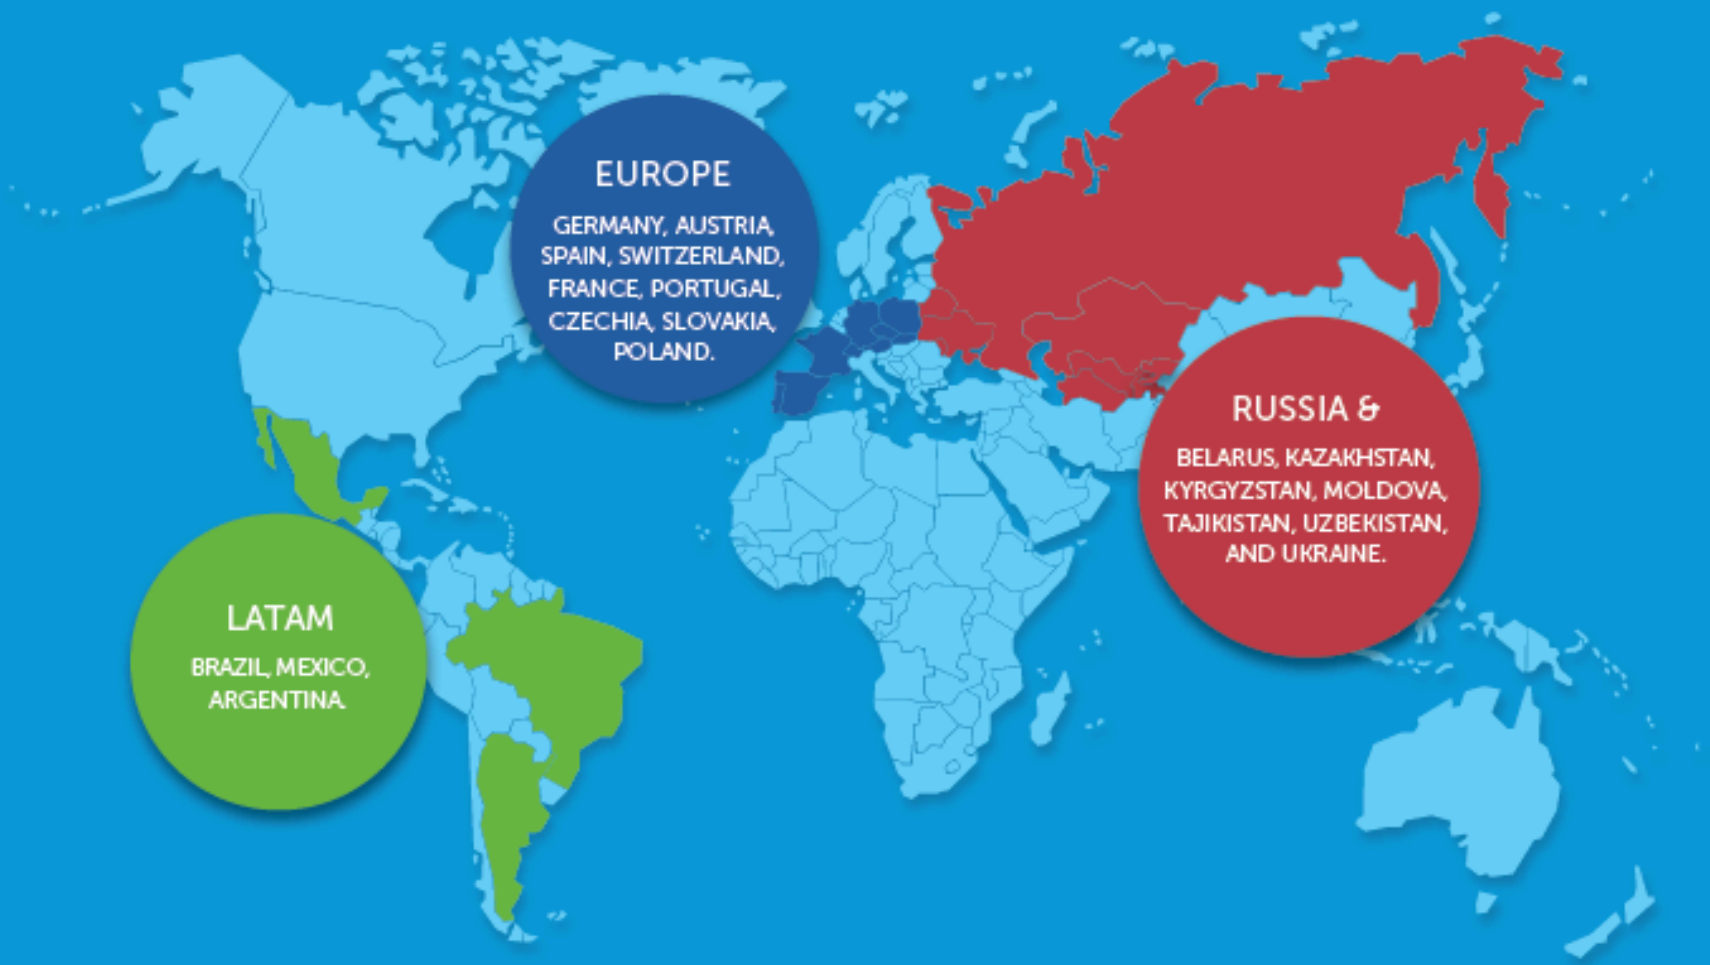 EUROPE
GERMANY, AUSTRIA,
SPAIN, SWITZERLAND,
FRANCE, PORTUGAL,
CZECHIA, SLOVAKIA,
POLAND.
RUSSIA &
BELARUS, KAZAKHSTAN,
KYRGYZSTAN, MOLDOVA,
TAJIKISTAN, UZBEKISTAN,
AND UKRAINE.
LATAM
BRAZIL, MEXICO,
ARGENTINA.